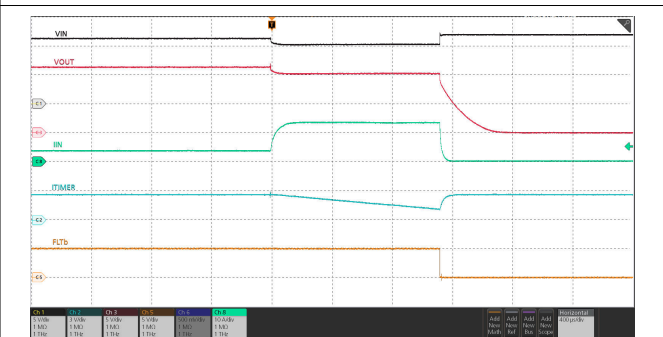 T
VIN
VOUT
C1
IIN
C8
ITIMER
C2
FLTb
C5
Ch 1 Ch 2 Ch 3 Ch 5 Ch 6 Ch 8
5 V/div 3 V/div 5 V/div 5 V/div 500 mV/div 10 A/div
1 MΩ 1 MΩ 1 MΩ 1 MΩ 1 MΩ 1 MΩ
1 THz 1 THz 1 THz 1 THz 1 THz 1 THz
Add Add Add Add
New New New New
Math Ref Bus Scope
Horizontal
400 µs/div